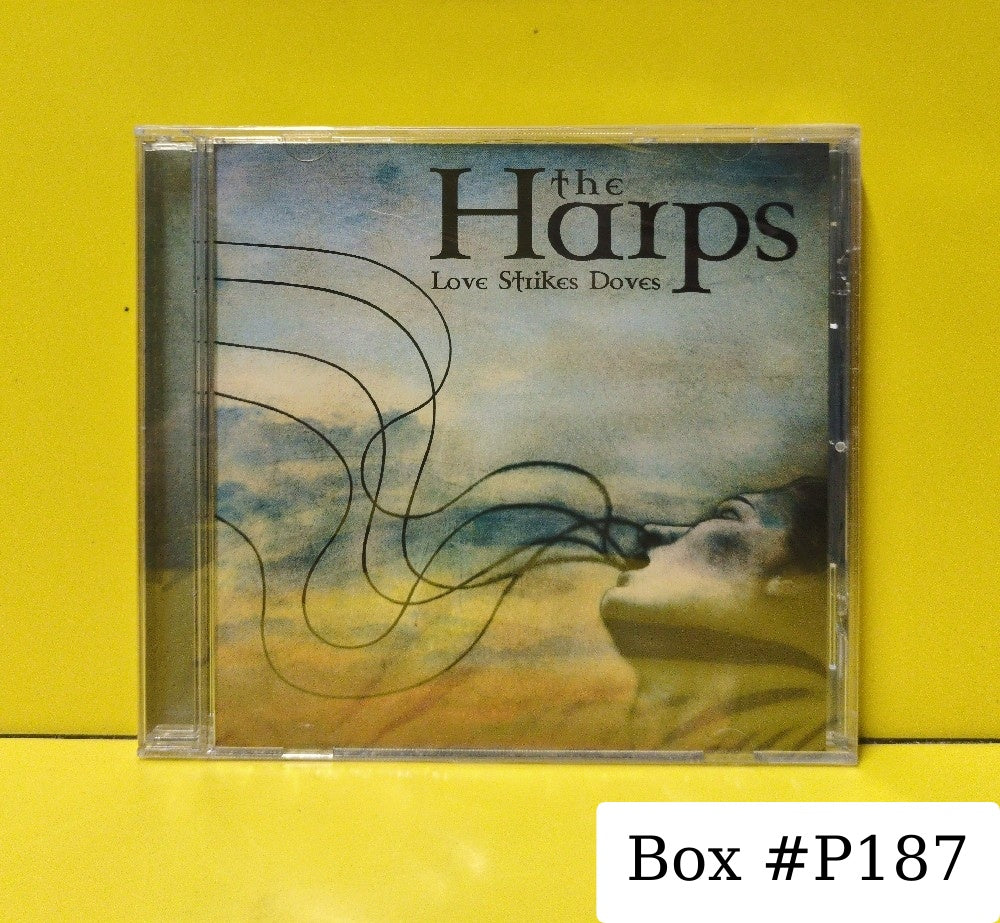 the
Harps
Love Strikes Doves
Box #P187